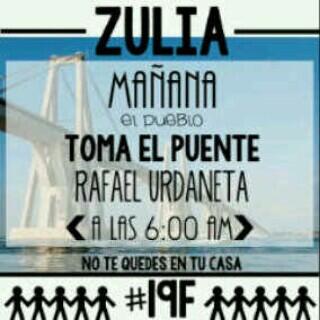 ZULIA
MAÑANA
EL PUEBLO
TOMA EL PUENTE
RAFAEL URDANETA
A LAS 6:00 AM
NO TE QUEDES EN TU CASA
#19F